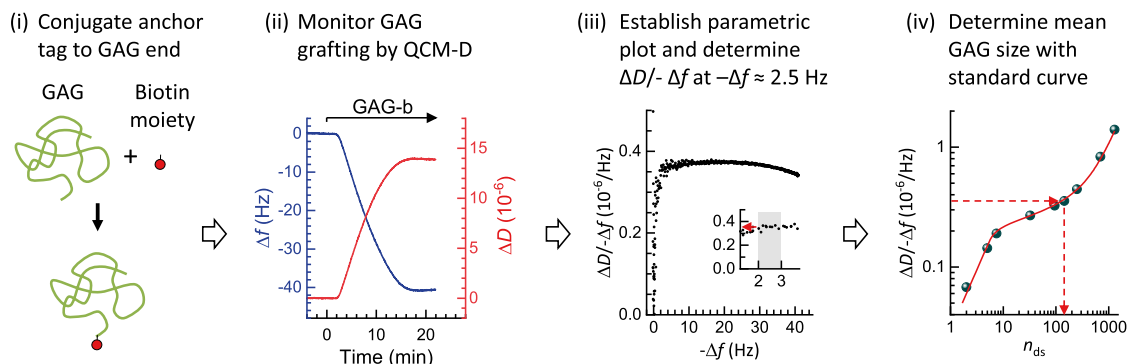 (i) Conjugate anchor
tag to GAG end
GAG
Biotin
moiety
+
(ii) Monitor GAG
grafting by QCM-D
GAG-b
Δf (Hz)
0
-10
-20
-30
-40
15
10
5
0
ΔD (10⁻⁶)
0
10
20
Time (min)
(iii) Establish parametric
plot and determine
ΔD/- Δf at –Δf ≈ 2.5 Hz
ΔD/-Δf (10⁻⁶/Hz)
0.4
0.2
0.0
0.4
0.2
0.0
2
3
0
10
20
30
40
-Δf (Hz)
(iv) Determine mean
GAG size with
standard curve
ΔD/-Δf (10⁻⁶/Hz)
1
0.1
1
10
100
1000
n_ds